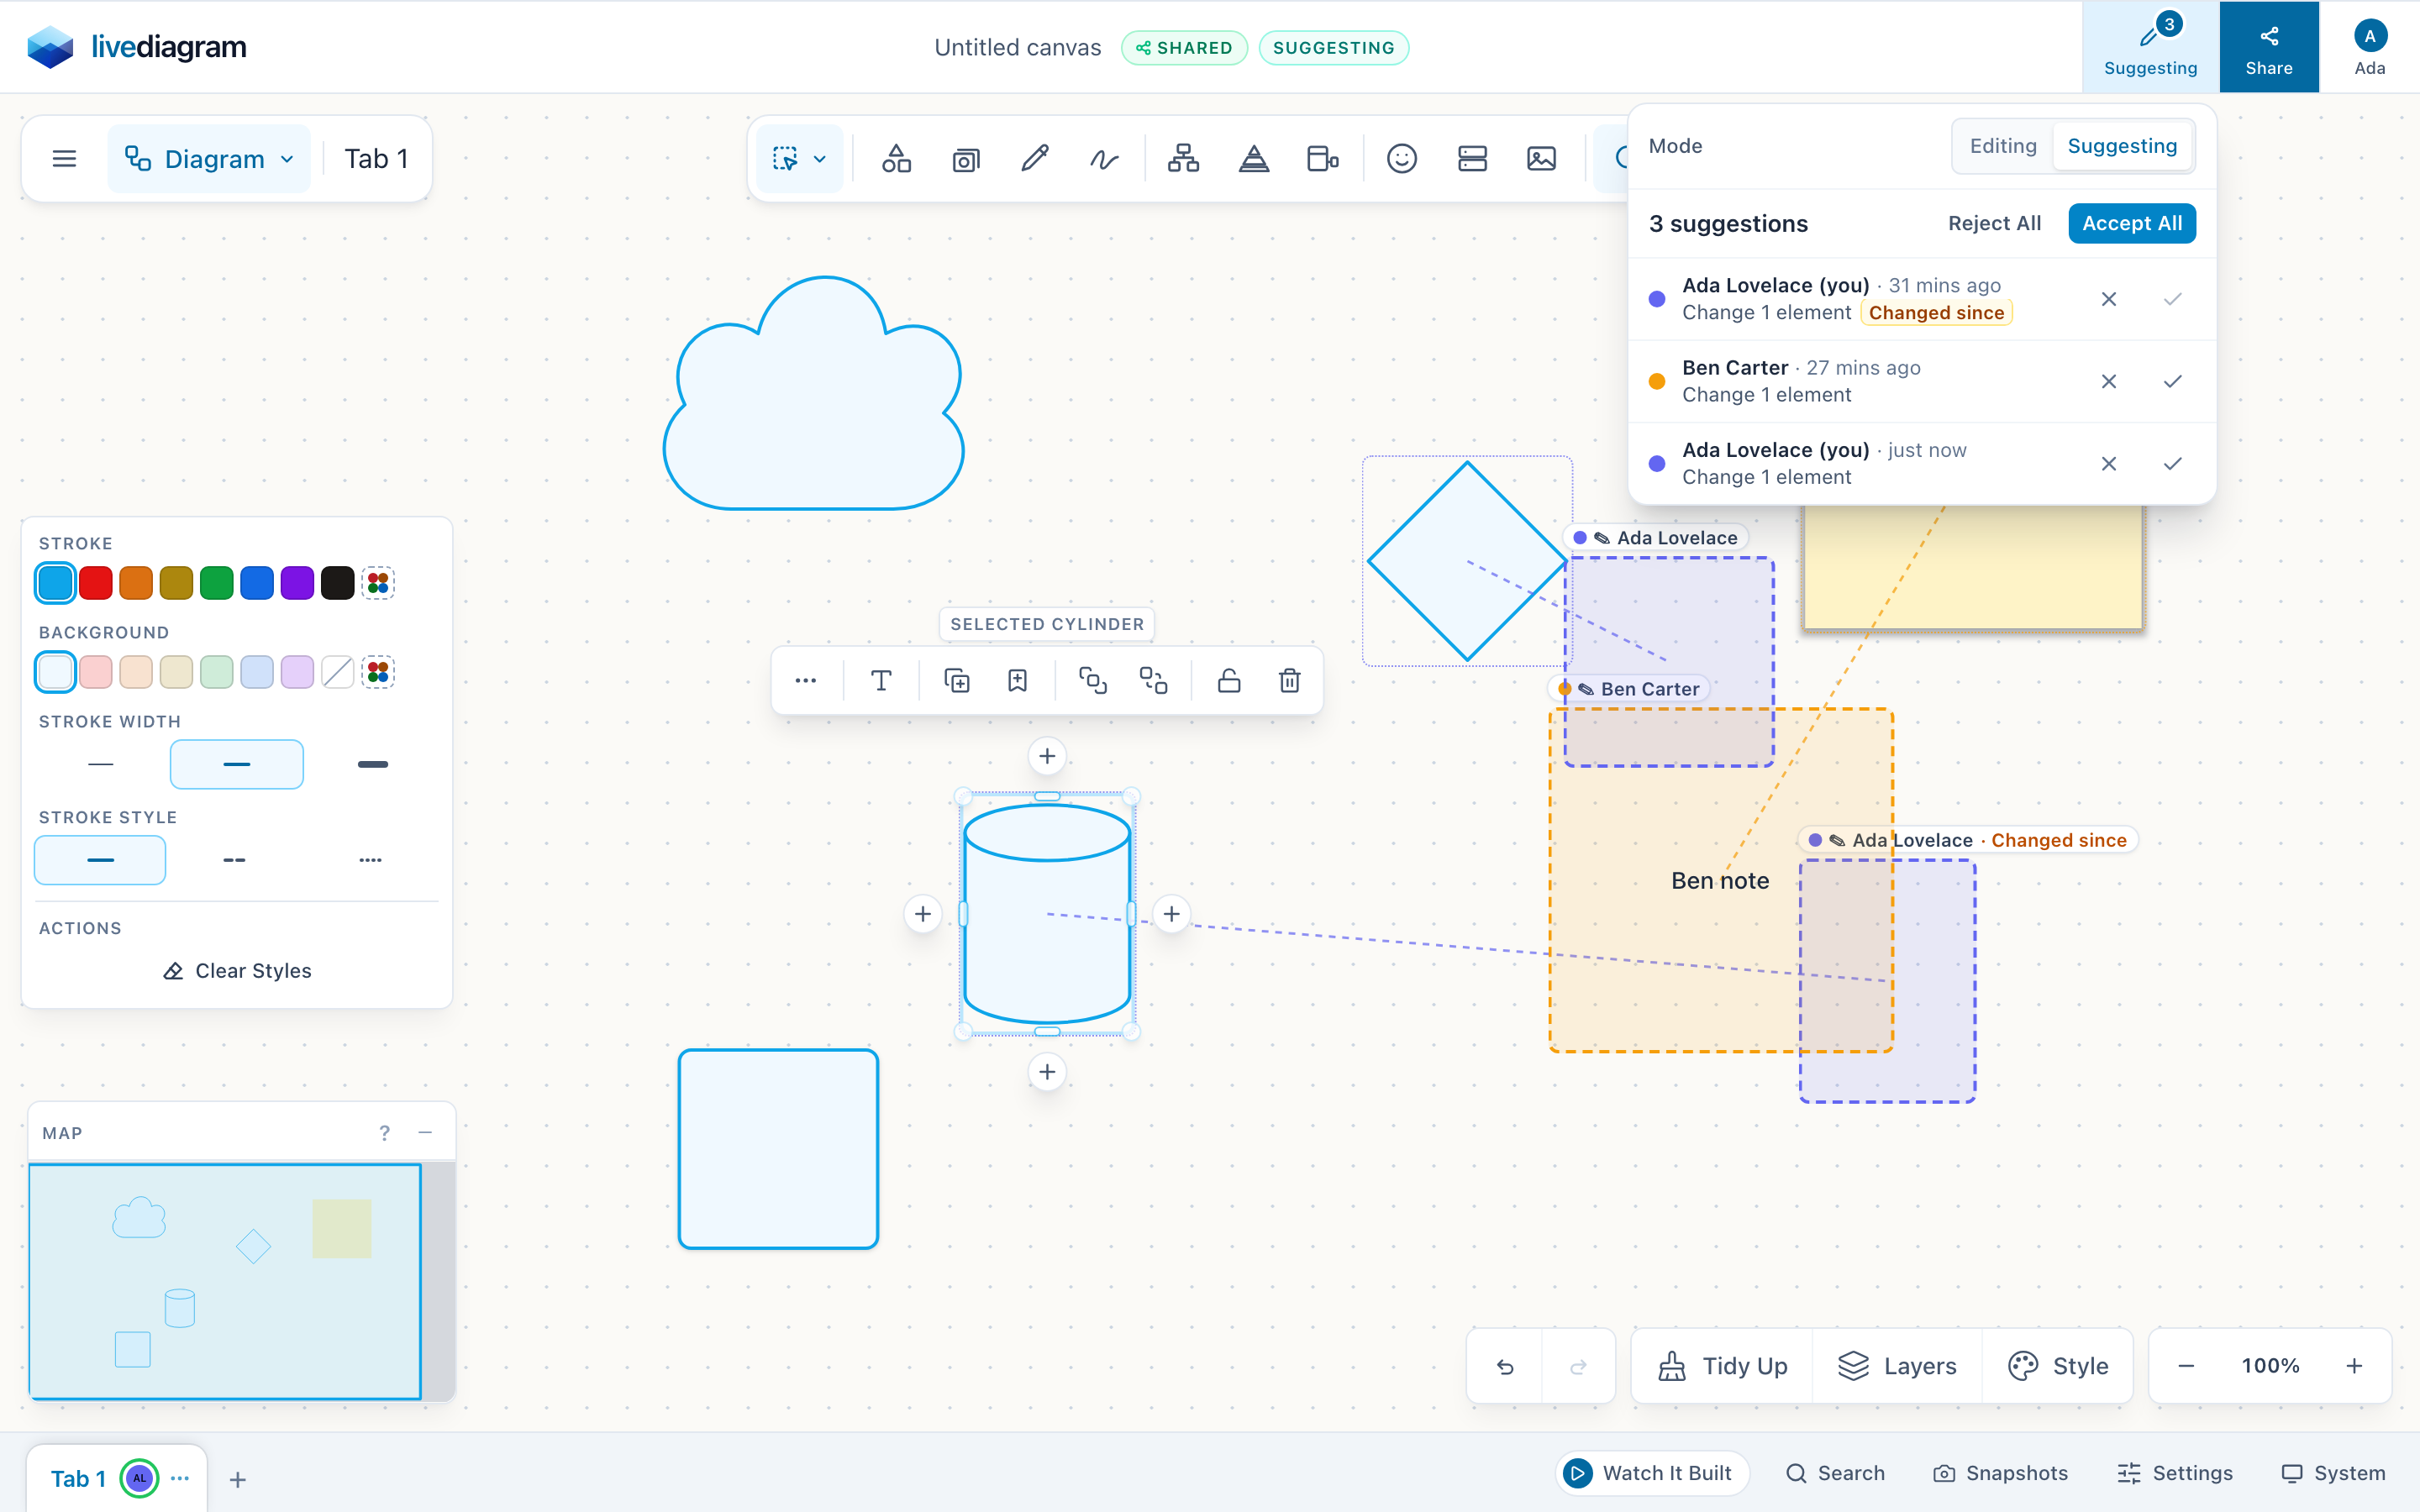 livediagram
Untitled canvas
SHARED
SUGGESTING
3
Suggesting
Share
A
Ada
Diagram
Tab 1
Mode
Editing
Suggesting
3 suggestions
Reject All
Accept All
Ada Lovelace (you) · 31 mins ago
Change 1 element
Changed since
Ben Carter · 27 mins ago
Change 1 element
Ada Lovelace (you) · just now
Change 1 element
STROKE
BACKGROUND
STROKE WIDTH
STROKE STYLE
ACTIONS
Clear Styles
SELECTED CYLINDER
Ada Lovelace
Ben Carter
Ada Lovelace · Changed since
Ben note
MAP
?
Tidy Up
Layers
Style
100%
Tab 1
AL
Watch It Built
Search
Snapshots
Settings
System